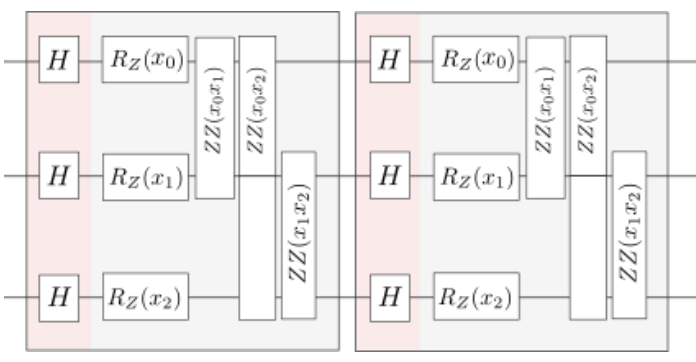 H R_Z(x_0) ZZ(x_0x_1) ZZ(x_0x_2) H R_Z(x_0) ZZ(x_0x_1) ZZ(x_0x_2)
H R_Z(x_1) ZZ(x_1x_2) H R_Z(x_1) ZZ(x_1x_2)
H R_Z(x_2) H R_Z(x_2)